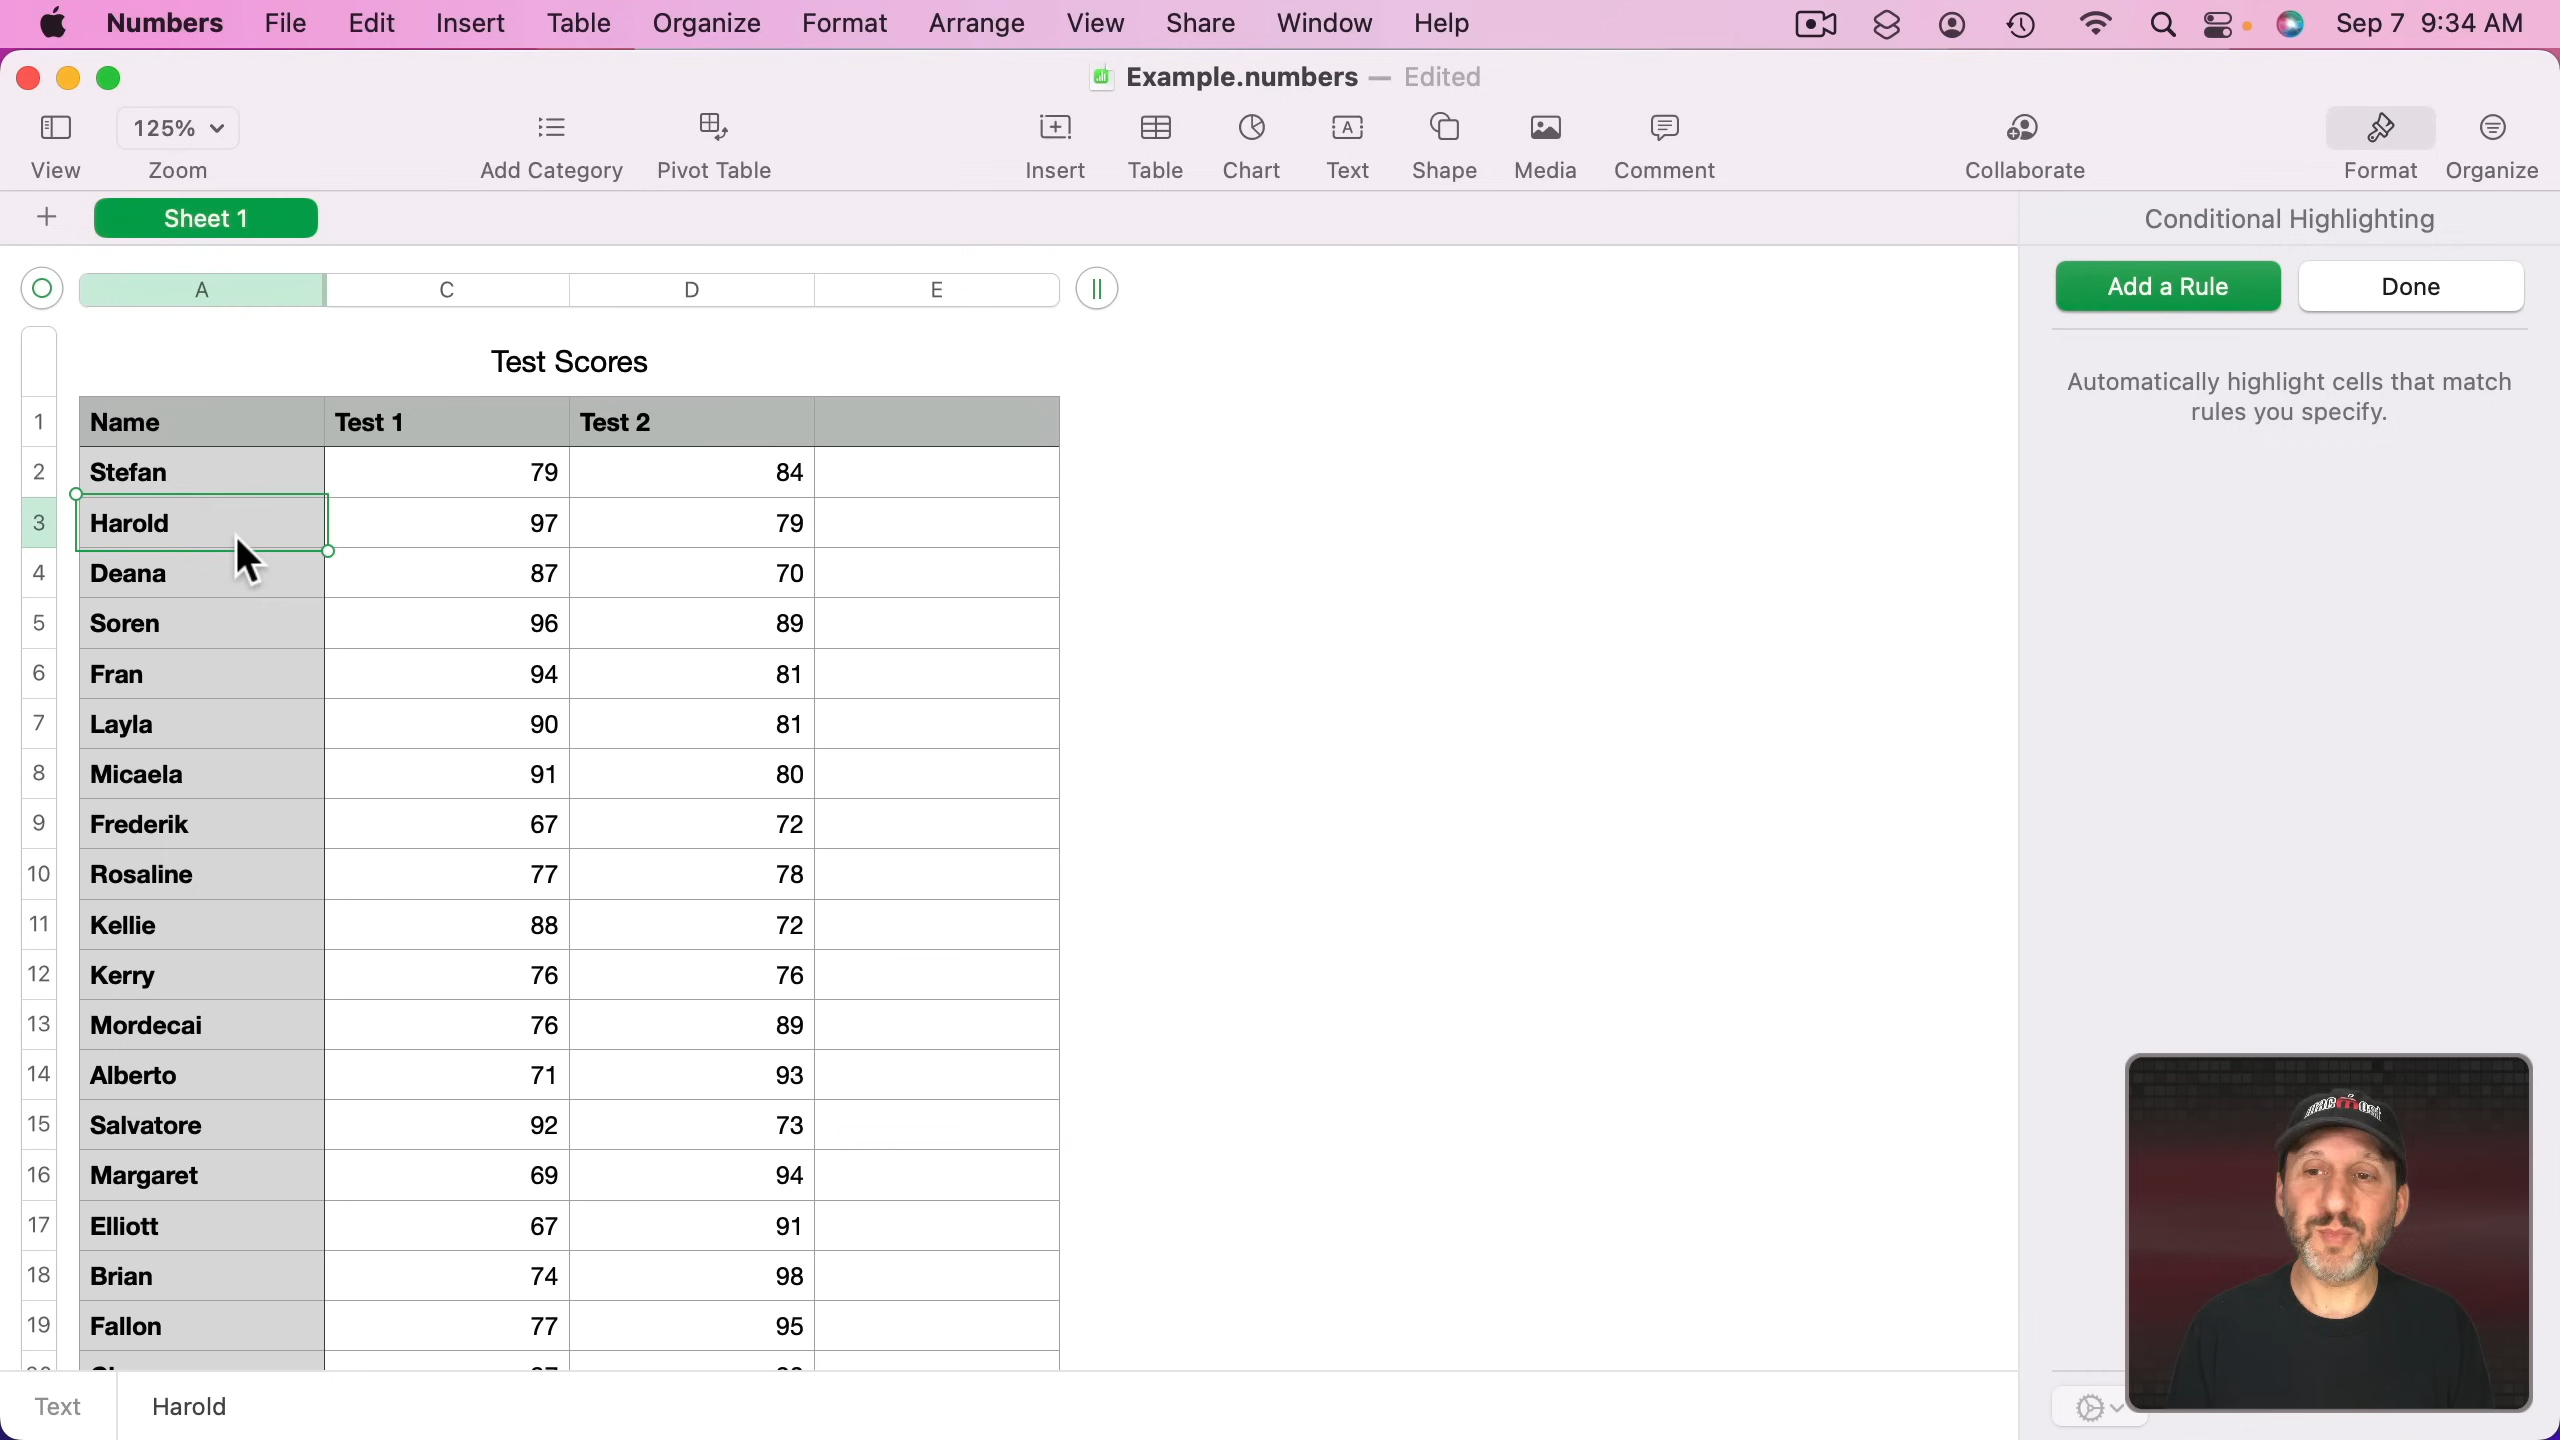 Numbers File Edit Insert Table Organize Format Arrange View Share Window Help Sep 7 9:34 AM
Example.numbers — Edited
125%
View Zoom Add Category Pivot Table Insert Table Chart Text Shape Media Comment Collaborate Format Organize
Sheet 1
Conditional Highlighting
Add a Rule Done
Automatically highlight cells that match
rules you specify.
A C D E
Test Scores
1 Name Test 1 Test 2
2 Stefan 79 84
3 Harold 97 79
4 Deana 87 70
5 Soren 96 89
6 Fran 94 81
7 Layla 90 81
8 Micaela 91 80
9 Frederik 67 72
10 Rosaline 77 78
11 Kellie 88 72
12 Kerry 76 76
13 Mordecai 76 89
14 Alberto 71 93
15 Salvatore 92 73
16 Margaret 69 94
17 Elliott 67 91
18 Brian 74 98
19 Fallon 77 95
macmost
Text Harold